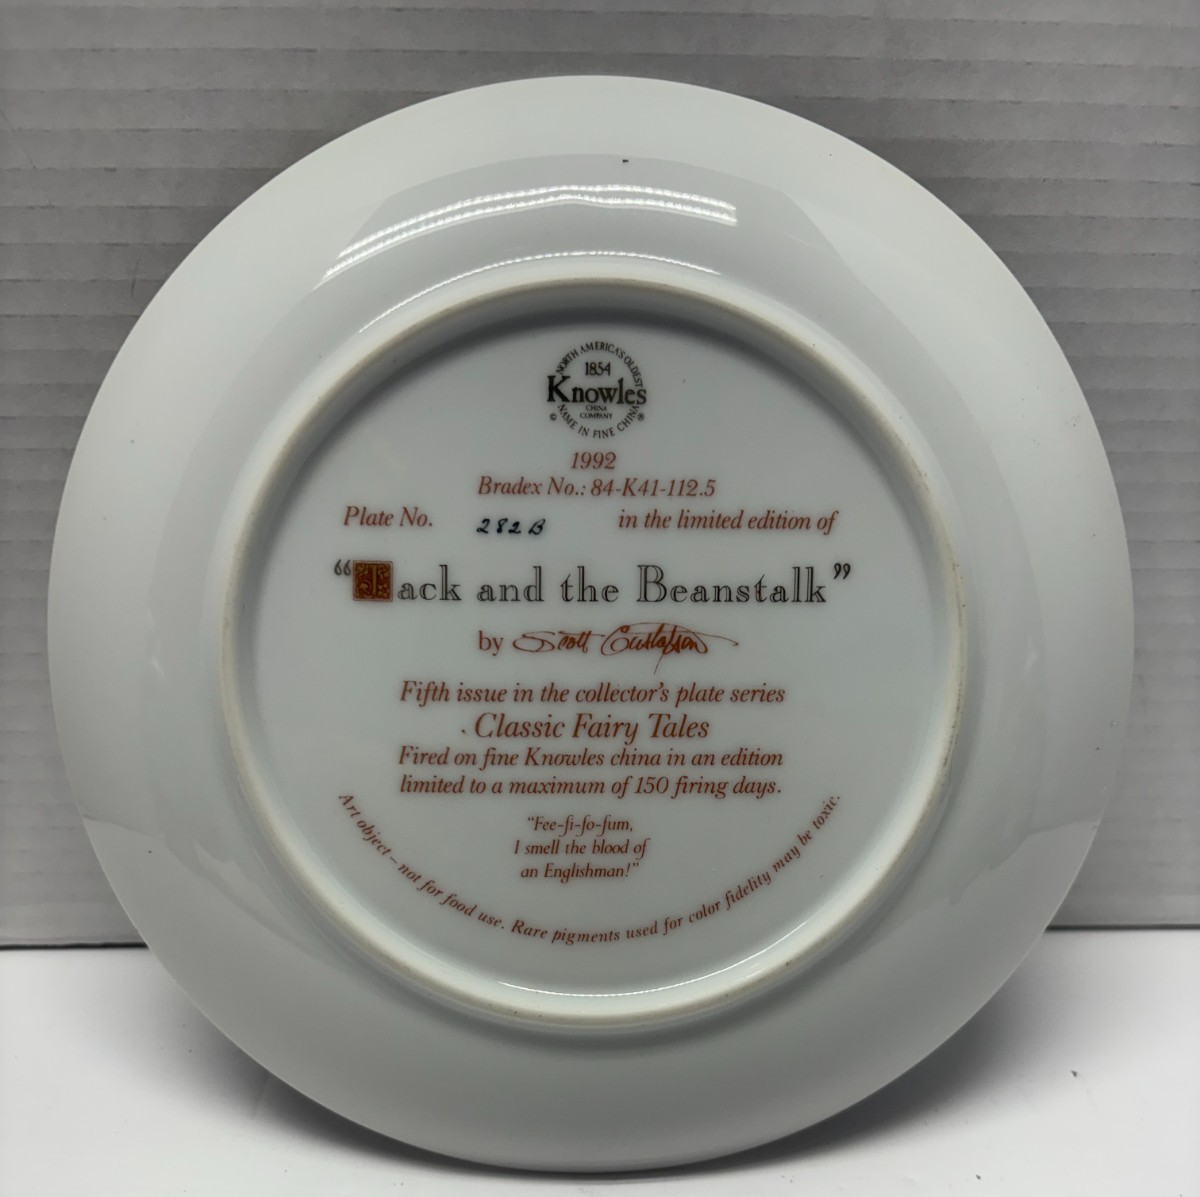 NORTH AMERICA'S OLDEST
1854
Knowles
CHINA
COMPANY
© NAME IN FINE CHINA ®
1992
Bradex No.: 84-K41-112.5
Plate No. 282B in the limited edition of
“Jack and the Beanstalk”
by Scott Gustafson
Fifth issue in the collector's plate series
Classic Fairy Tales
Fired on fine Knowles china in an edition
limited to a maximum of 150 firing days.
“Fee-fi-fo-fum,
I smell the blood of
an Englishman!”
Art object – not for food use. Rare pigments used for color fidelity may be toxic.